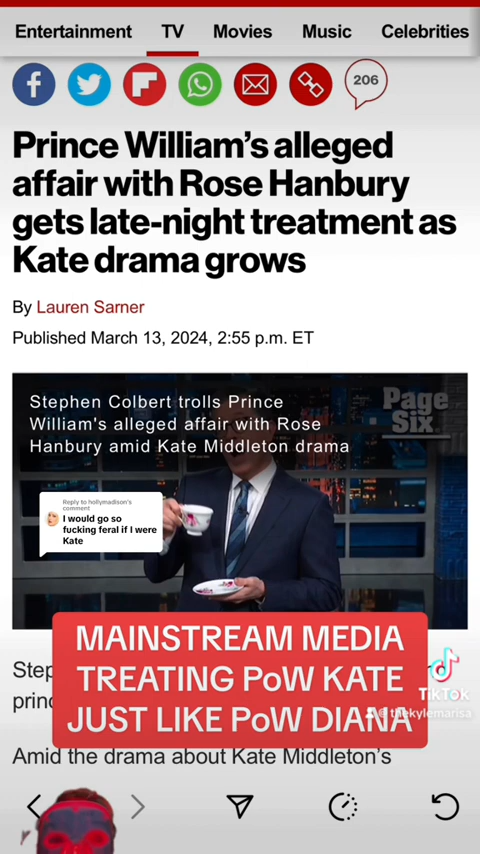 Entertainment TV Movies Music Celebrities
206
Prince William's alleged
affair with Rose Hanbury
gets late-night treatment as
Kate drama grows
By Lauren Sarner
Published March 13, 2024, 2:55 p.m. ET
Stephen Colbert trolls Prince
William's alleged affair with Rose
Hanbury amid Kate Middleton drama
Page
Six
Reply to hollymadison's
comment
I would go so
fucking feral if I were
Kate
MAINSTREAM MEDIA
TREATING PoW KATE
JUST LIKE PoW DIANA
Step
princ
TikTok
@thekylemarisa
Amid the drama about Kate Middleton's